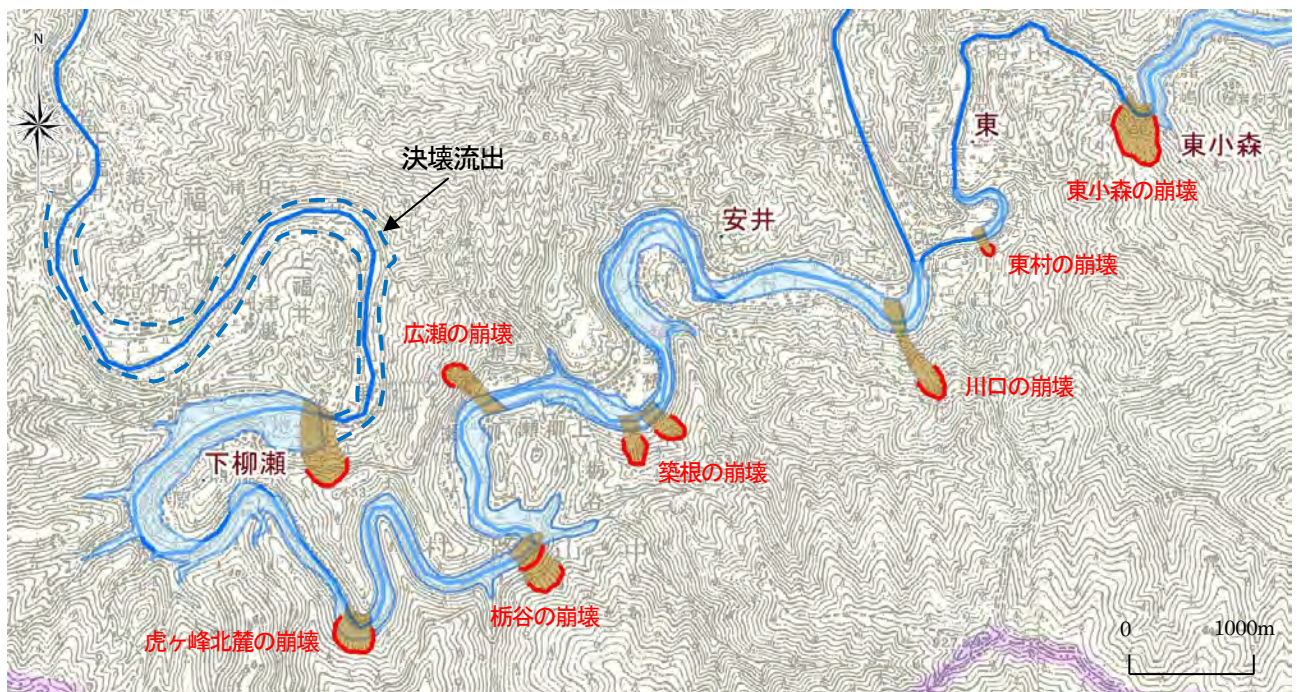 N
決壊流出
東
東小森
東小森の崩壊
安井
東村の崩壊
広瀬の崩壊
川口の崩壊
下柳瀬
築根の崩壊
栃谷の崩壊
虎ヶ峰北麓の崩壊
0 1000m